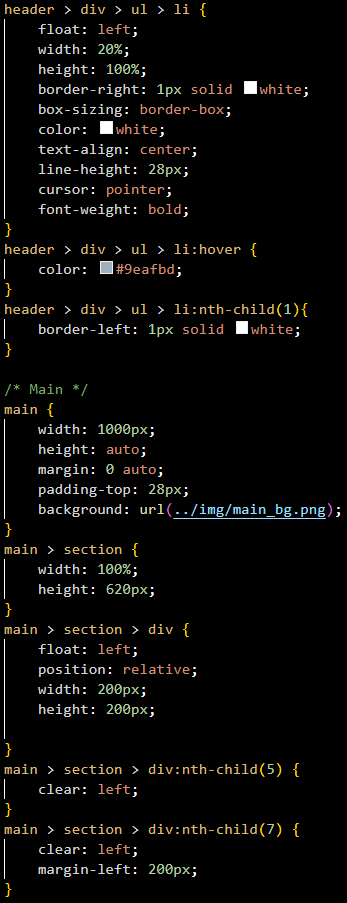 header > div > ul > li {
    float: left;
    width: 20%;
    height: 100%;
    border-right: 1px solid white;
    box-sizing: border-box;
    color: white;
    text-align: center;
    line-height: 28px;
    cursor: pointer;
    font-weight: bold;
}
header > div > ul > li:hover {
    color: #9eafbd;
}
header > div > ul > li:nth-child(1){
    border-left: 1px solid white;
}

/* Main */
main {
    width: 1000px;
    height: auto;
    margin: 0 auto;
    padding-top: 28px;
    background: url(../img/main_bg.png);
}
main > section {
    width: 100%;
    height: 620px;
}
main > section > div {
    float: left;
    position: relative;
    width: 200px;
    height: 200px;

}
main > section > div:nth-child(5) {
    clear: left;
}
main > section > div:nth-child(7) {
    clear: left;
    margin-left: 200px;
}